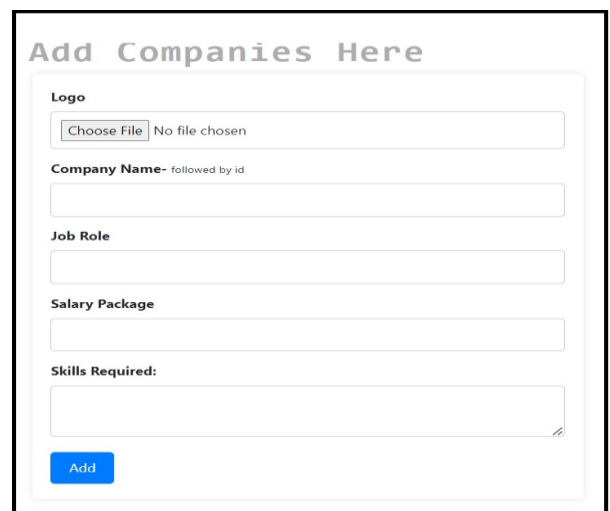 Add Companies Here
Logo
Choose File No file chosen
Company Name- followed by id
Job Role
Salary Package
Skills Required:
Add